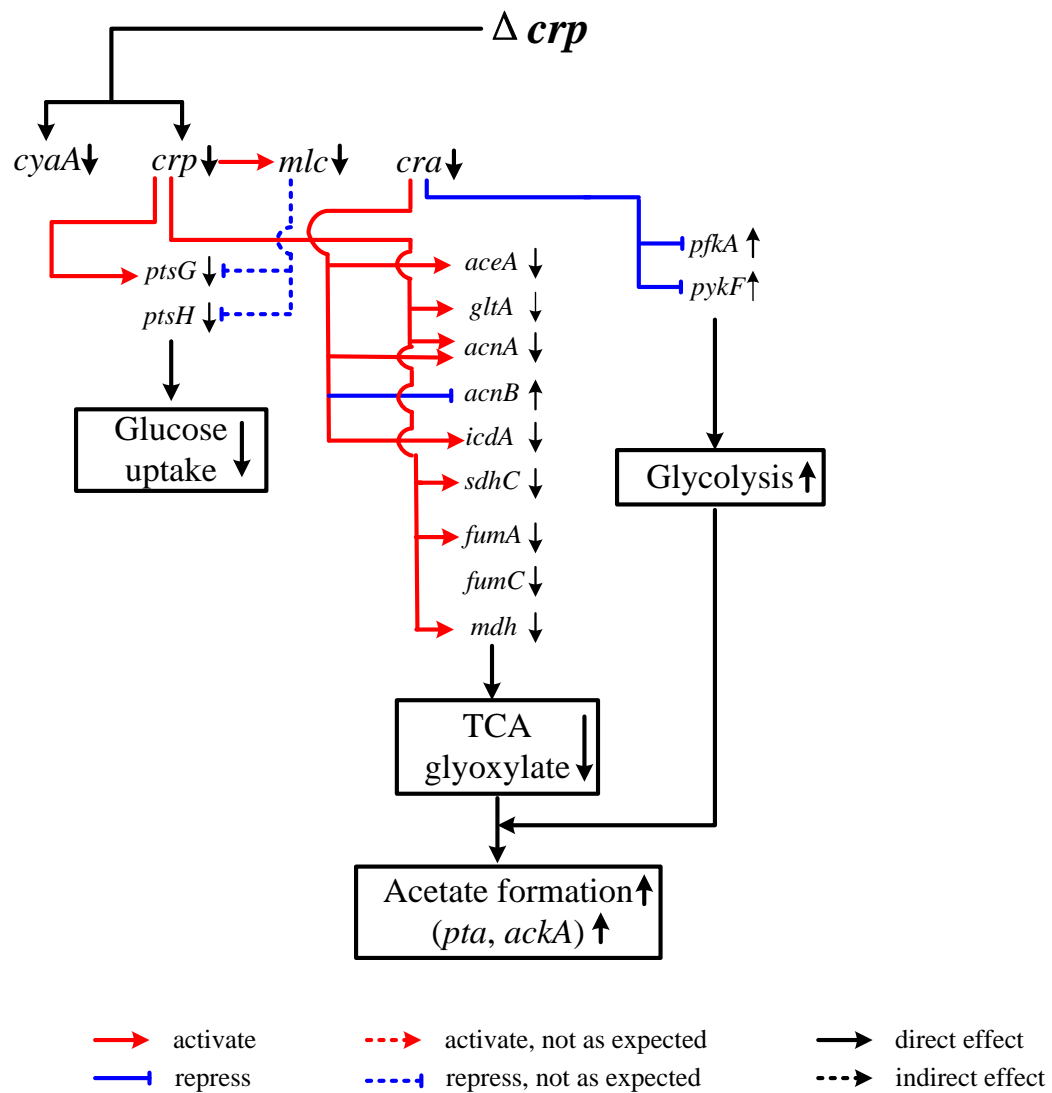 Δ crp
cyaA
crp
mlc
cra
ptsG
ptsH
Glucose
uptake
aceA
gltA
acnA
acnB
icdA
sdhC
fumA
fumC
mdh
pfkA
pykF
Glycolysis
TCA
glyoxylate
Acetate formation
(pta, ackA)
activate
activate, not as expected
direct effect
repress
repress, not as expected
indirect effect